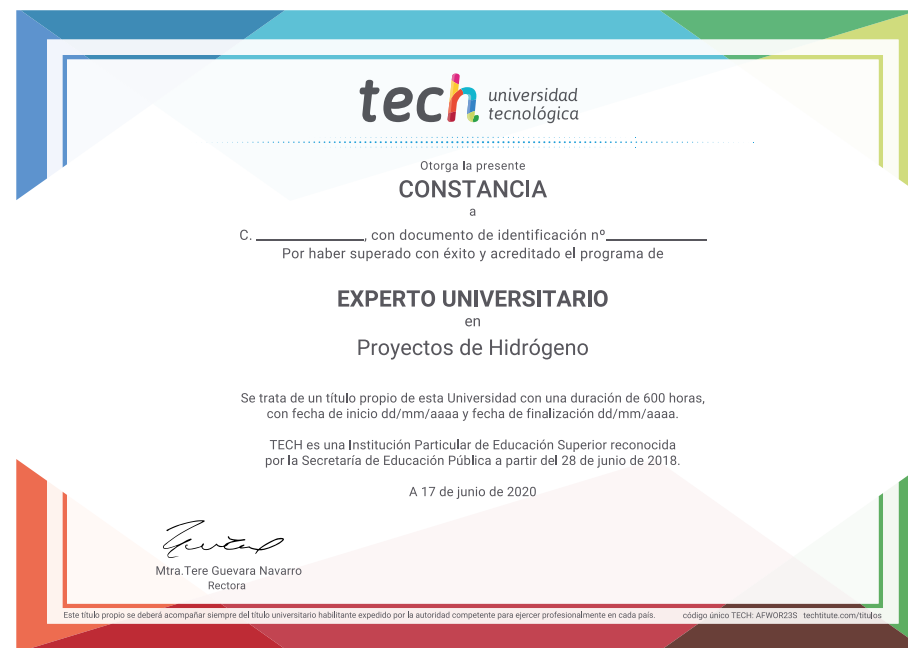 tech universidad
tecnológica
Otorga la presente
CONSTANCIA
a
C. ____________, con documento de identificación nº____________
Por haber superado con éxito y acreditado el programa de
EXPERTO UNIVERSITARIO
en
Proyectos de Hidrógeno
Se trata de un título propio de esta Universidad con una duración de 600 horas,
con fecha de inicio dd/mm/aaaa y fecha de finalización dd/mm/aaaa.
TECH es una Institución Particular de Educación Superior reconocida
por la Secretaría de Educación Pública a partir del 28 de junio de 2018.
A 17 de junio de 2020
Mtra.Tere Guevara Navarro
Rectora
Este título propio se deberá acompañar siempre del título universitario habilitante expedido por la autoridad competente para ejercer profesionalmente en cada país. código único TECH: AFWOR23S techtitute.com/titulos